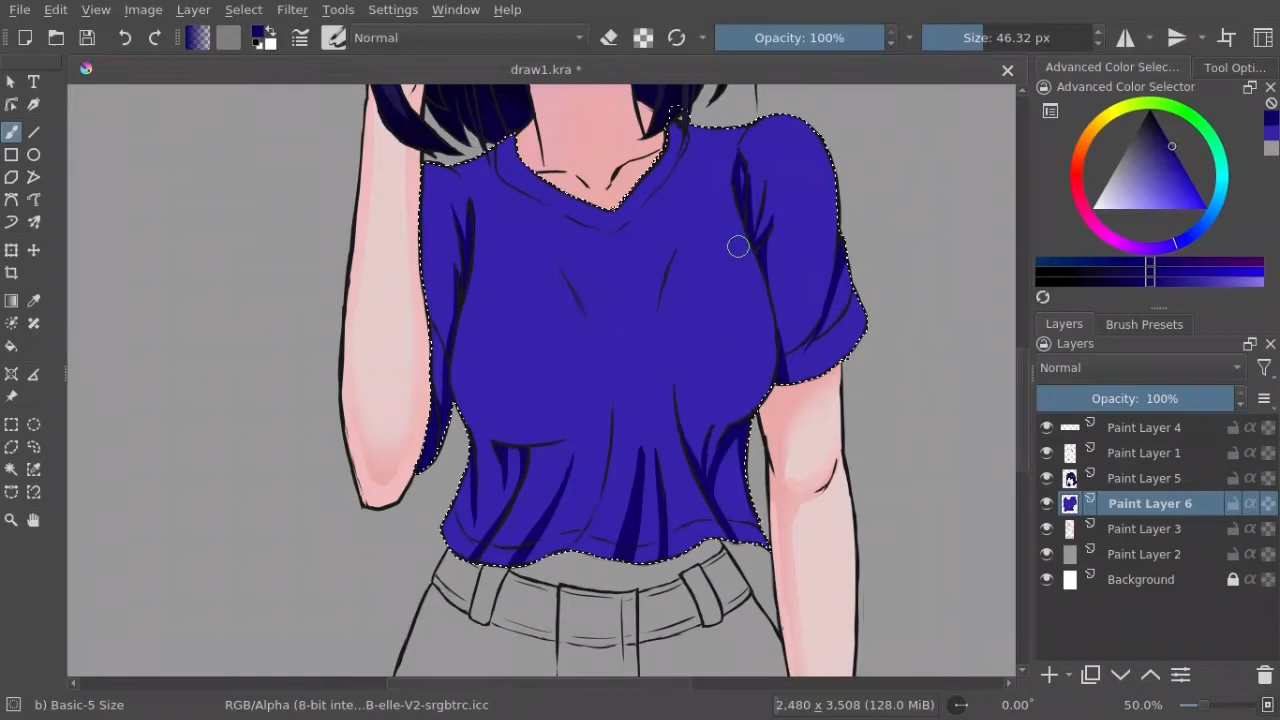 File Edit View Image Layer Select Filter Tools Settings Window Help
Normal Opacity: 100% Size: 46.32 px
draw1.kra * Advanced Color Selec... Tool Opti...
Advanced Color Selector
Layers Brush Presets
Layers
Normal
Opacity: 100%
Paint Layer 4
Paint Layer 1
Paint Layer 5
Paint Layer 6
Paint Layer 3
Paint Layer 2
Background
b) Basic-5 Size RGB/Alpha (8-bit inte...B-elle-V2-srgbtrc.icc 2,480 x 3,508 (128.0 MiB) 0.00° 50.0%